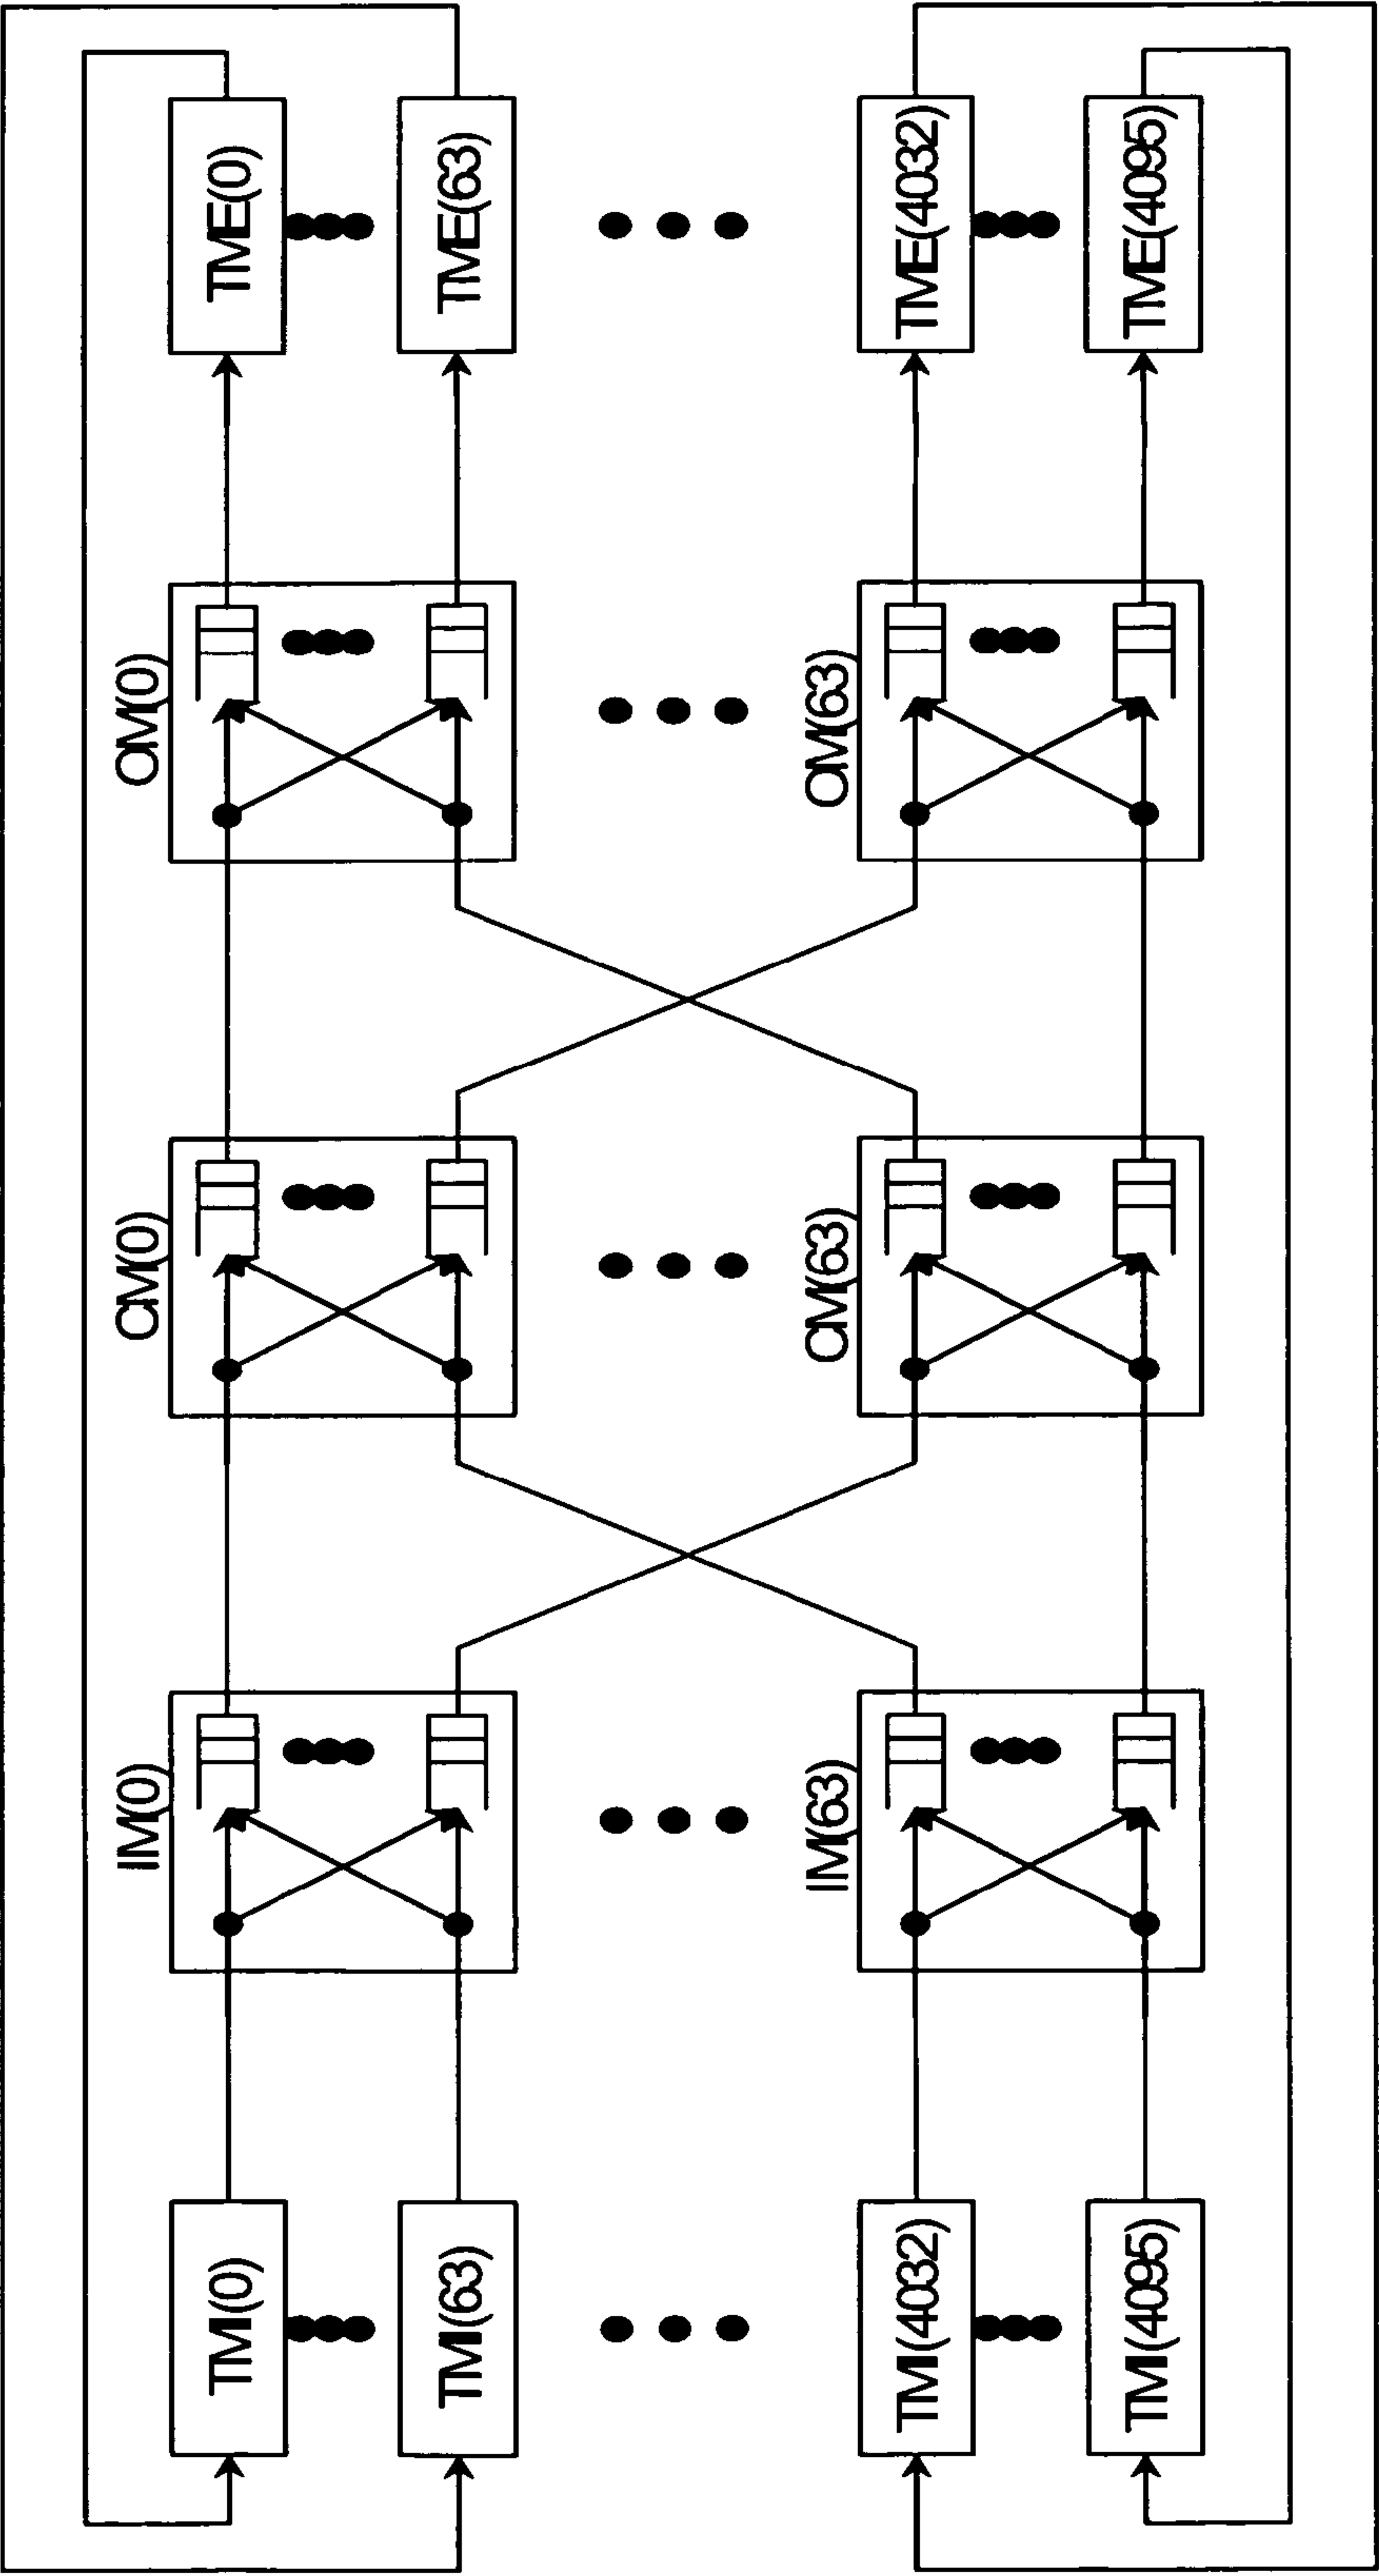 IM(0)
CM(0)
OM(0)
TMI(0)
TME(0)
TMI(63)
TME(63)
IM(63)
CM(63)
OM(63)
TMI(4032)
TME(4032)
TMI(4095)
TME(4095)